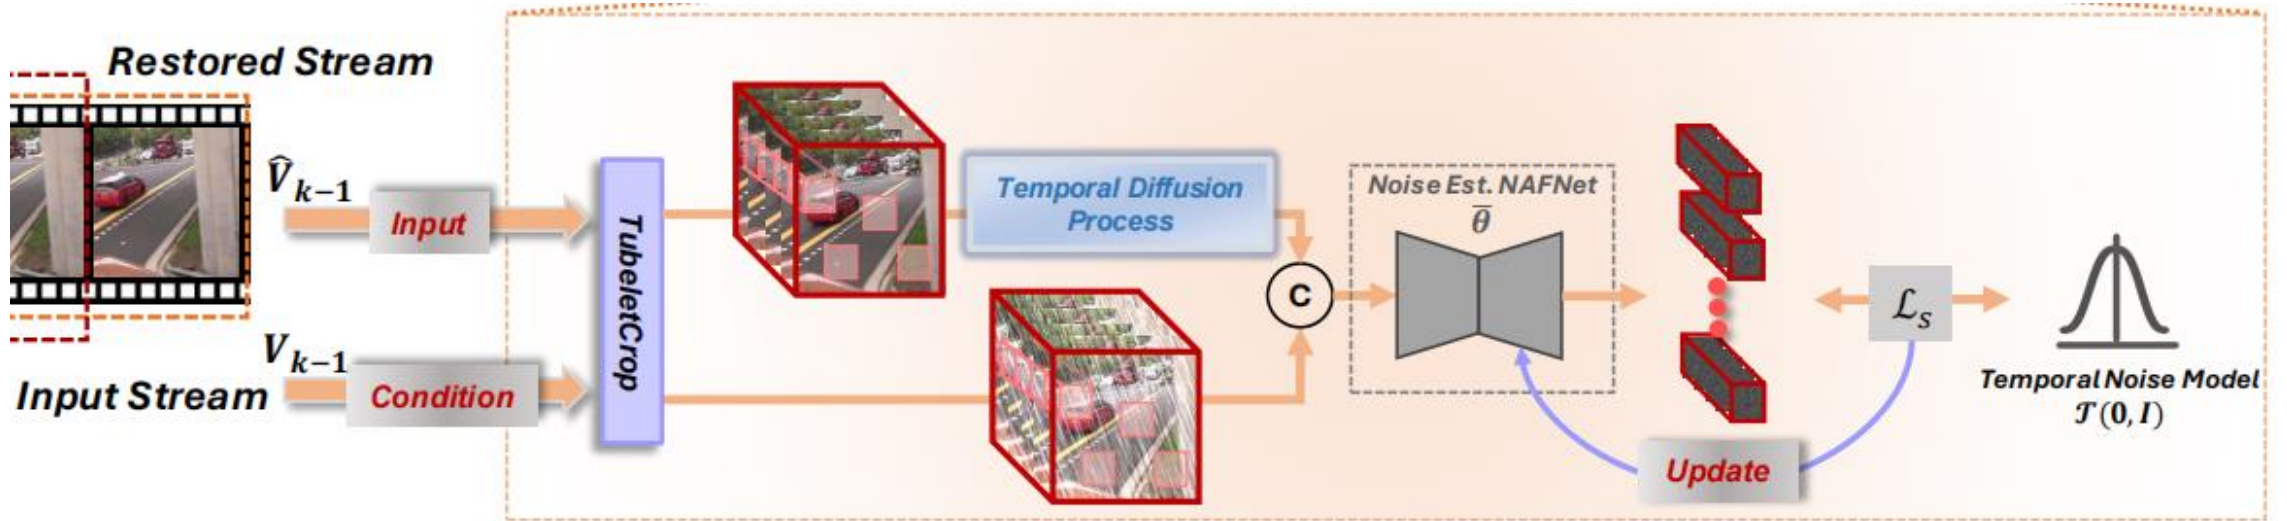 Restored Stream
V̂ₖ₋₁
Input
Vₖ₋₁
Input Stream
Condition
TubeletCrop
Temporal Diffusion
Process
C
Noise Est. NAFNet
θ̅
ℒₛ
Temporal Noise Model
𝒯(0, I)
Update